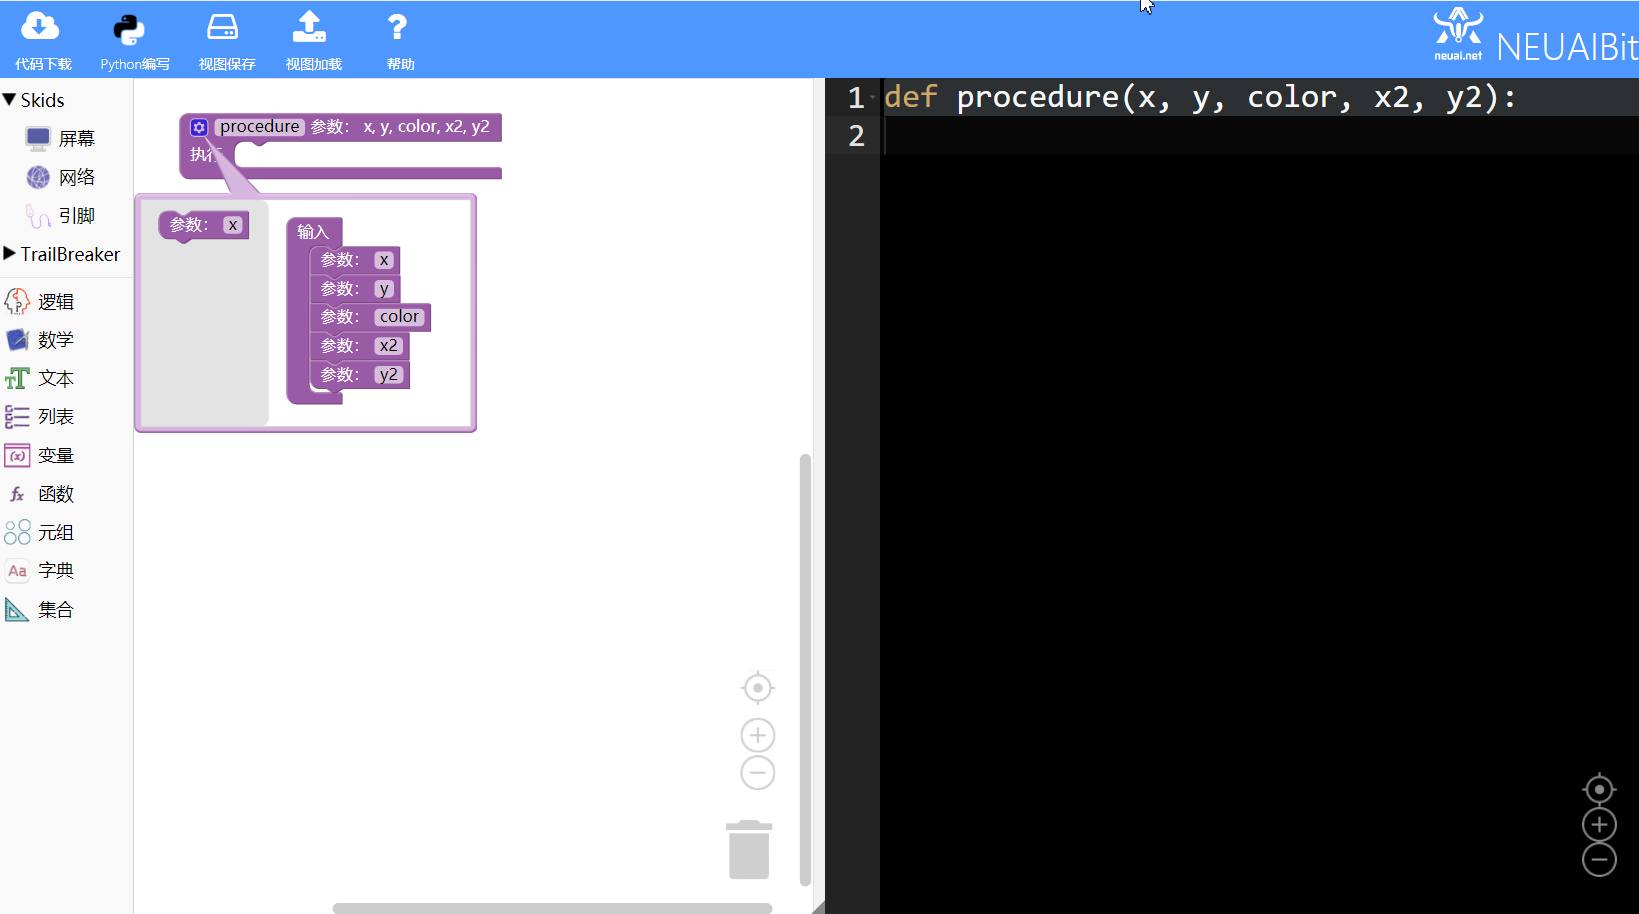 代码下载
Python编写
视图保存
视图加载
帮助
neuai.net
NEUAIBit
Skids
屏幕
网络
引脚
TrailBreaker
逻辑
数学
文本
列表
变量
函数
元组
字典
集合
procedure 参数： x, y, color, x2, y2
执行
参数： x
输入
参数： x
参数： y
参数： color
参数： x2
参数： y2
1 def procedure(x, y, color, x2, y2):
2